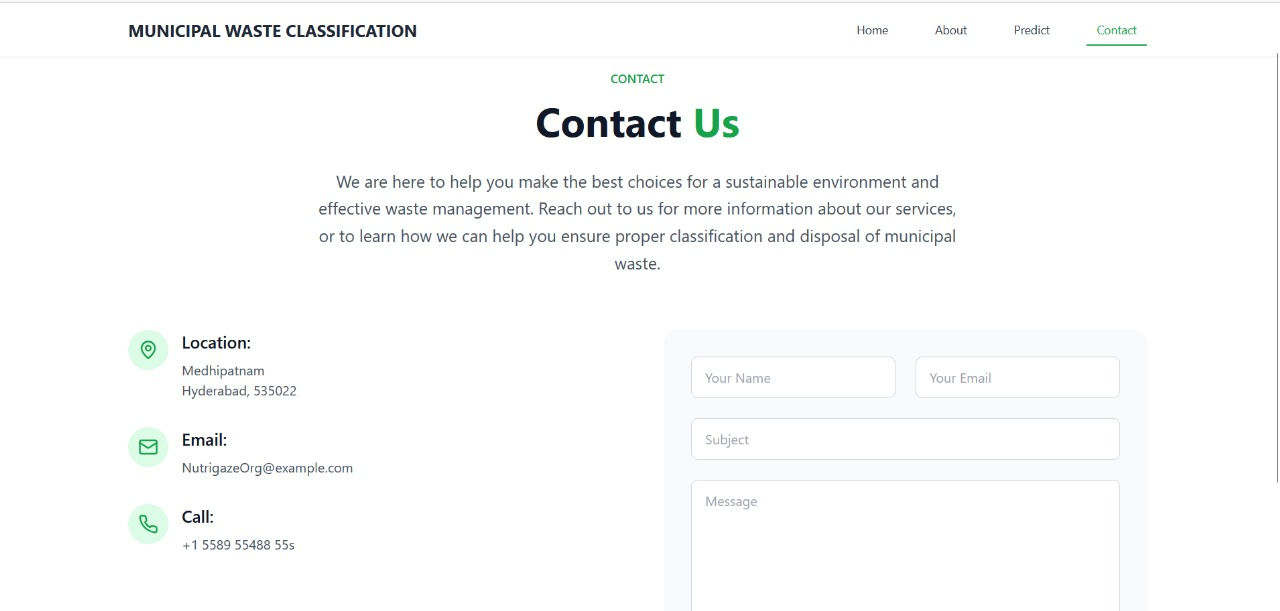 MUNICIPAL WASTE CLASSIFICATION
Home
About
Predict
Contact
CONTACT
Contact Us
We are here to help you make the best choices for a sustainable environment and
effective waste management. Reach out to us for more information about our services,
or to learn how we can help you ensure proper classification and disposal of municipal
waste.
Location:
Medhipatnam
Hyderabad, 535022
Email:
NutrigazeOrg@example.com
Call:
+1 5589 55488 55s
Your Name
Your Email
Subject
Message